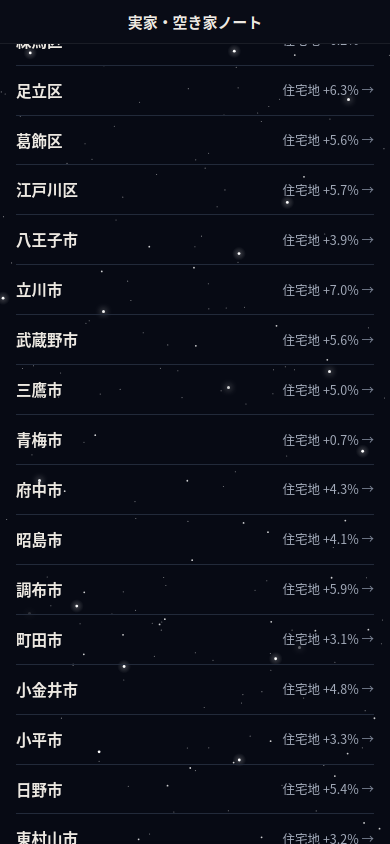 実家・空き家ノート
練馬区
足立区 住宅地 +6.3% →
葛飾区 住宅地 +5.6% →
江戸川区 住宅地 +5.7% →
八王子市 住宅地 +3.9% →
立川市 住宅地 +7.0% →
武蔵野市 住宅地 +5.6% →
三鷹市 住宅地 +5.0% →
青梅市 住宅地 +0.7% →
府中市 住宅地 +4.3% →
昭島市 住宅地 +4.1% →
調布市 住宅地 +5.9% →
町田市 住宅地 +3.1% →
小金井市 住宅地 +4.8% →
小平市 住宅地 +3.3% →
日野市 住宅地 +5.4% →
東村山市 住宅地 +3.2% →